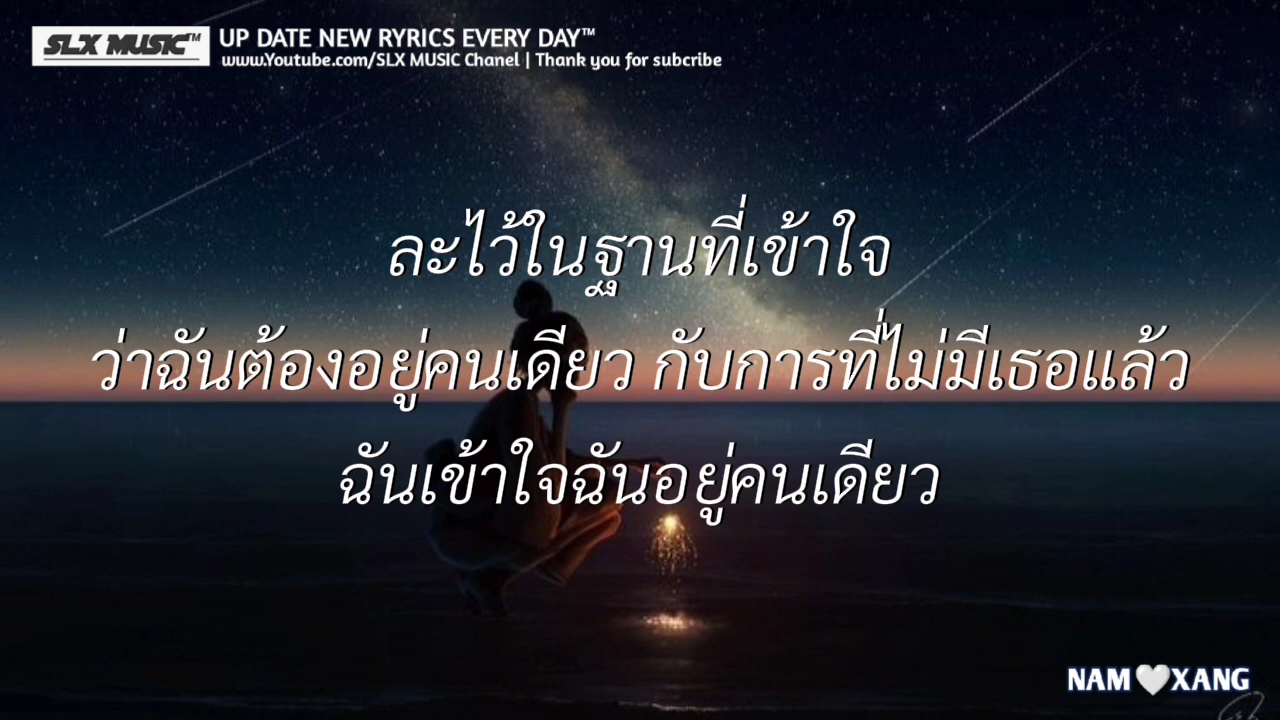 SLX MUSIC™
UP DATE NEW RYRICS EVERY DAY™
www.Youtube.com/SLX MUSIC Chanel | Thank you for subcribe
ละไว้ในฐานที่เข้าใจ
ว่าฉันต้องอยู่คนเดียว กับการที่ไม่มีเธอแล้ว
ฉันเข้าใจฉันอยู่คนเดียว
NAM🤍XANG